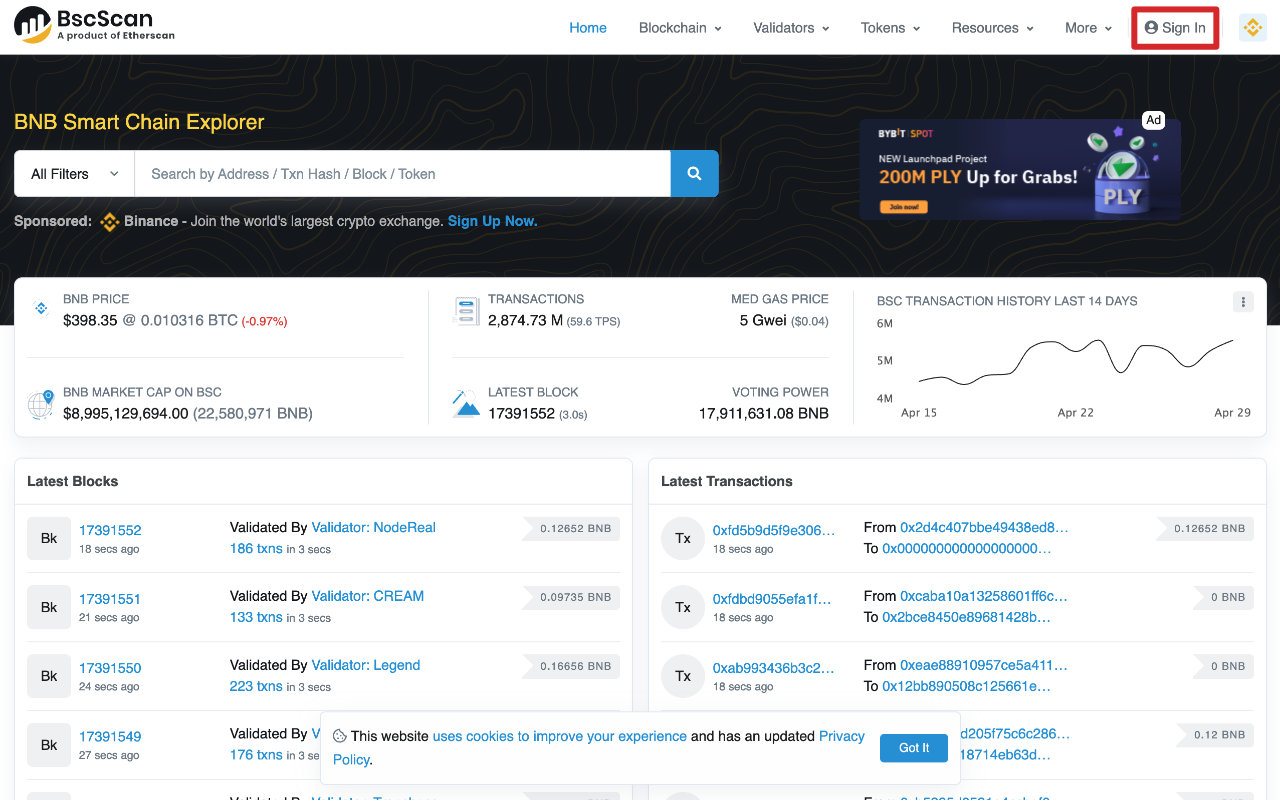 BscScan
A product of Etherscan
Home
Blockchain
Validators
Tokens
Resources
More
Sign In
BNB Smart Chain Explorer
All Filters
Search by Address / Txn Hash / Block / Token
Sponsored: Binance - Join the world's largest crypto exchange. Sign Up Now.
Ad
BYBIT SPOT
NEW Launchpad Project
200M PLY Up for Grabs!
Join now!
PLY
BNB PRICE
$398.35 @ 0.010316 BTC (-0.97%)
BNB MARKET CAP ON BSC
$8,995,129,694.00 (22,580,971 BNB)
TRANSACTIONS
2,874.73 M (59.6 TPS)
MED GAS PRICE
5 Gwei ($0.04)
LATEST BLOCK
17391552 (3.0s)
VOTING POWER
17,911,631.08 BNB
BSC TRANSACTION HISTORY LAST 14 DAYS
6M
5M
4M
Apr 15
Apr 22
Apr 29
Latest Blocks
Bk
17391552
18 secs ago
Validated By Validator: NodeReal
186 txns in 3 secs
0.12652 BNB
Bk
17391551
21 secs ago
Validated By Validator: CREAM
133 txns in 3 secs
0.09735 BNB
Bk
17391550
24 secs ago
Validated By Validator: Legend
223 txns in 3 secs
0.16656 BNB
Bk
17391549
27 secs ago
Validated By V
176 txns in 3 se
Latest Transactions
Tx
0xfd5b9d5f9e306...
18 secs ago
From 0x2d4c407bbe49438ed8...
To 0x000000000000000000...
0.12652 BNB
Tx
0xfdbd9055efa1f...
18 secs ago
From 0xcaba10a13258601ff6c...
To 0x2bce8450e89681428b...
0 BNB
Tx
0xab993436b3c2...
18 secs ago
From 0xeae88910957ce5a411...
To 0x12bb890508c125661e...
0 BNB
d205f75c6c286...
18714eb63d...
0.12 BNB
This website uses cookies to improve your experience and has an updated Privacy
Policy.
Got It